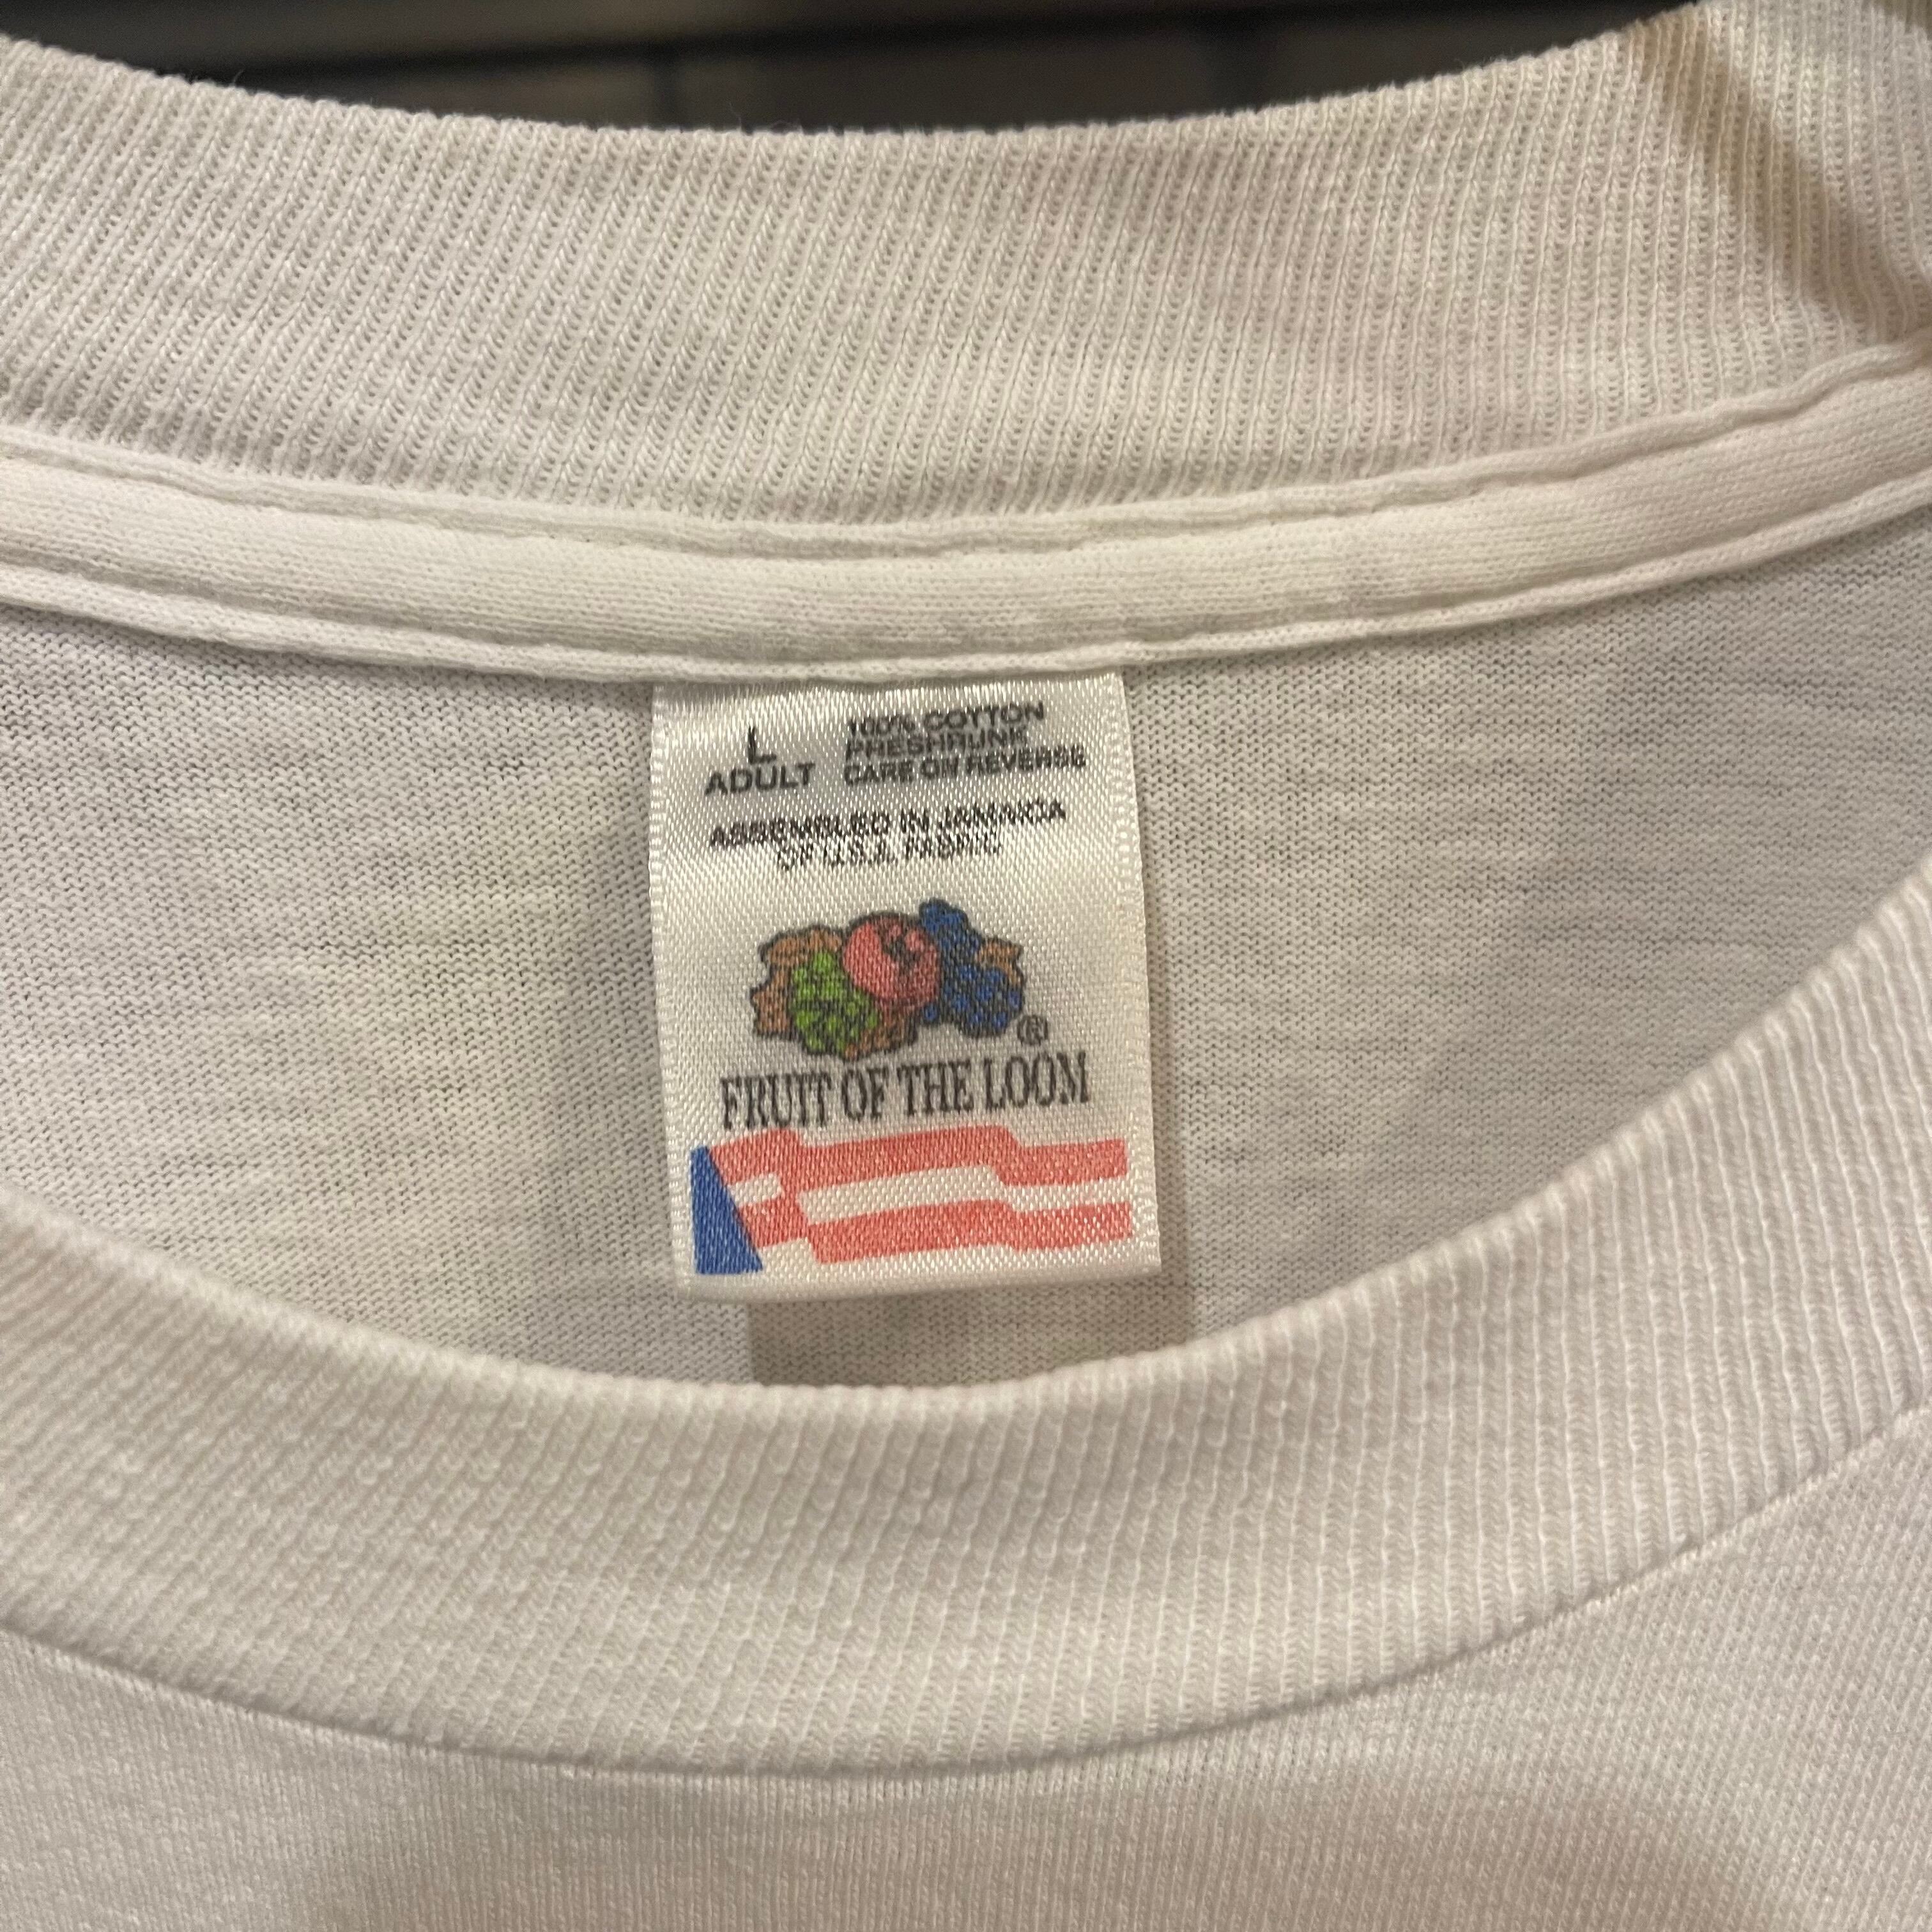 L
ADULT
100% COTTON
PRESHRUNK
CARE ON REVERSE
ASSEMBLED IN JAMAICA
OF U.S.A. FABRIC
®
FRUIT OF THE LOOM